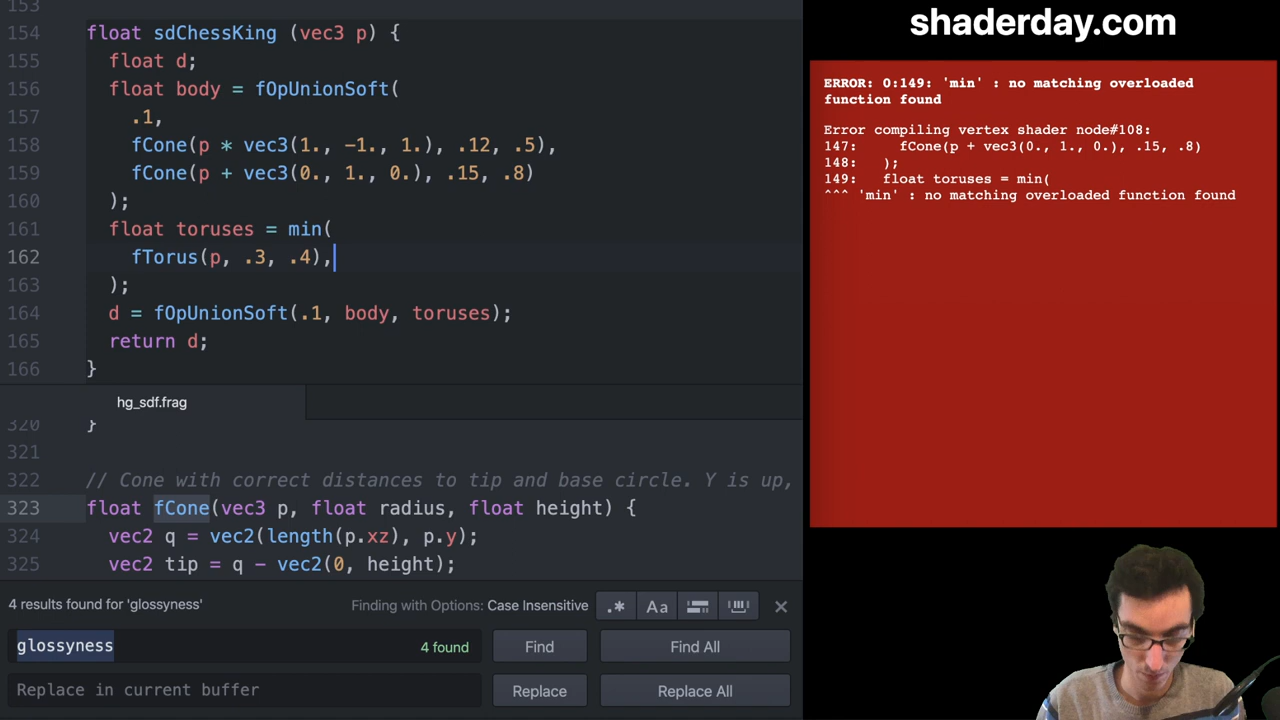 153
154 float sdChessKing (vec3 p) {
155 float d;
156 float body = fOpUnionSoft(
157 .1,
158 fCone(p * vec3(1., -1., 1.), .12, .5),
159 fCone(p + vec3(0., 1., 0.), .15, .8)
160 );
161 float toruses = min(
162 fTorus(p, .3, .4),
163 );
164 d = fOpUnionSoft(.1, body, toruses);
165 return d;
166 }
hg_sdf.frag
320 }
321
322 // Cone with correct distances to tip and base circle. Y is up,
323 float fCone(vec3 p, float radius, float height) {
324 vec2 q = vec2(length(p.xz), p.y);
325 vec2 tip = q - vec2(0, height);
4 results found for 'glossyness'
Finding with Options: Case Insensitive
.* Aa
glossyness
4 found
Find
Find All
Replace in current buffer
Replace
Replace All
shaderday.com
ERROR: 0:149: 'min' : no matching overloaded
function found
Error compiling vertex shader node#108:
147: fCone(p + vec3(0., 1., 0.), .15, .8)
148: );
149: float toruses = min(
^^^ 'min' : no matching overloaded function found